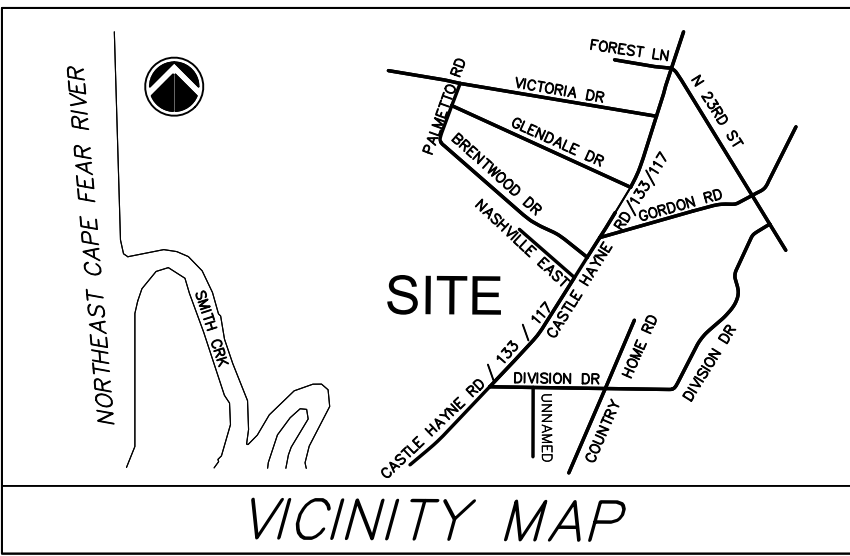 FOREST LN
N 23RD ST
PALMETTO RD
VICTORIA DR
GLENDALE DR
BRENTWOOD DR
NASHVILLE EAST
CASTLE HAYNE RD/133/117
GORDON RD
NORTHEAST CAPE FEAR RIVER
SMITH CRK
SITE
CASTLE HAYNE RD / 133 / 117
DIVISION DR
UNNAMED
COUNTRY HOME RD
DIVISION DR
VICINITY MAP